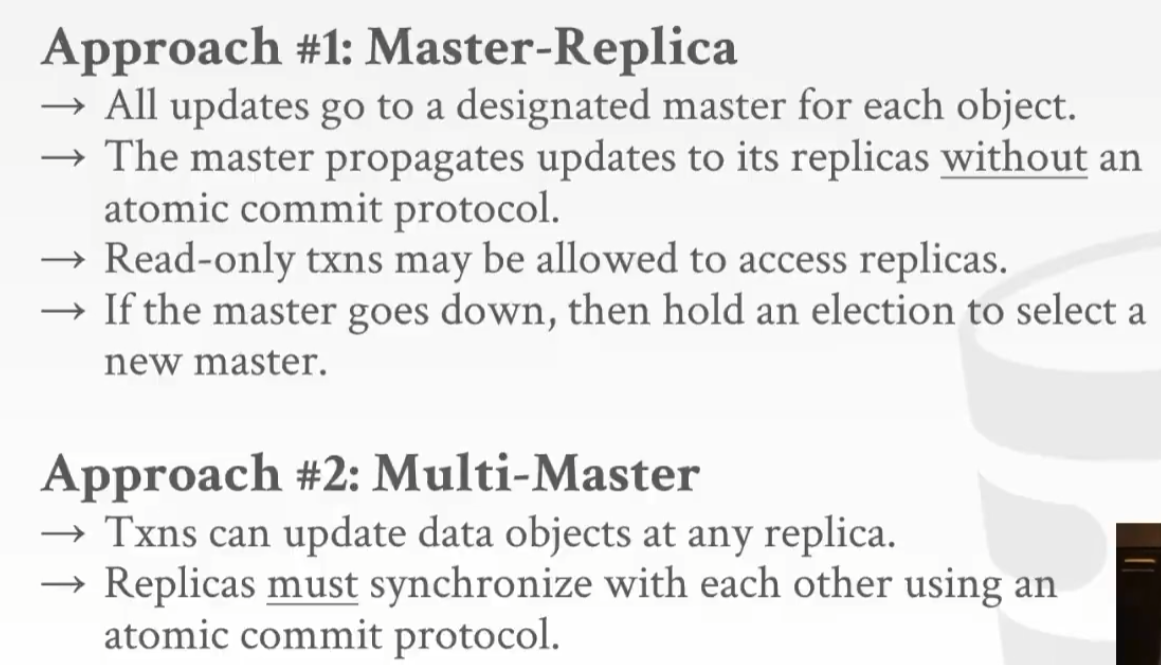 Approach #1: Master-Replica
→ All updates go to a designated master for each object.
→ The master propagates updates to its replicas without an
atomic commit protocol.
→ Read-only txns may be allowed to access replicas.
→ If the master goes down, then hold an election to select a
new master.
Approach #2: Multi-Master
→ Txns can update data objects at any replica.
→ Replicas must synchronize with each other using an
atomic commit protocol.